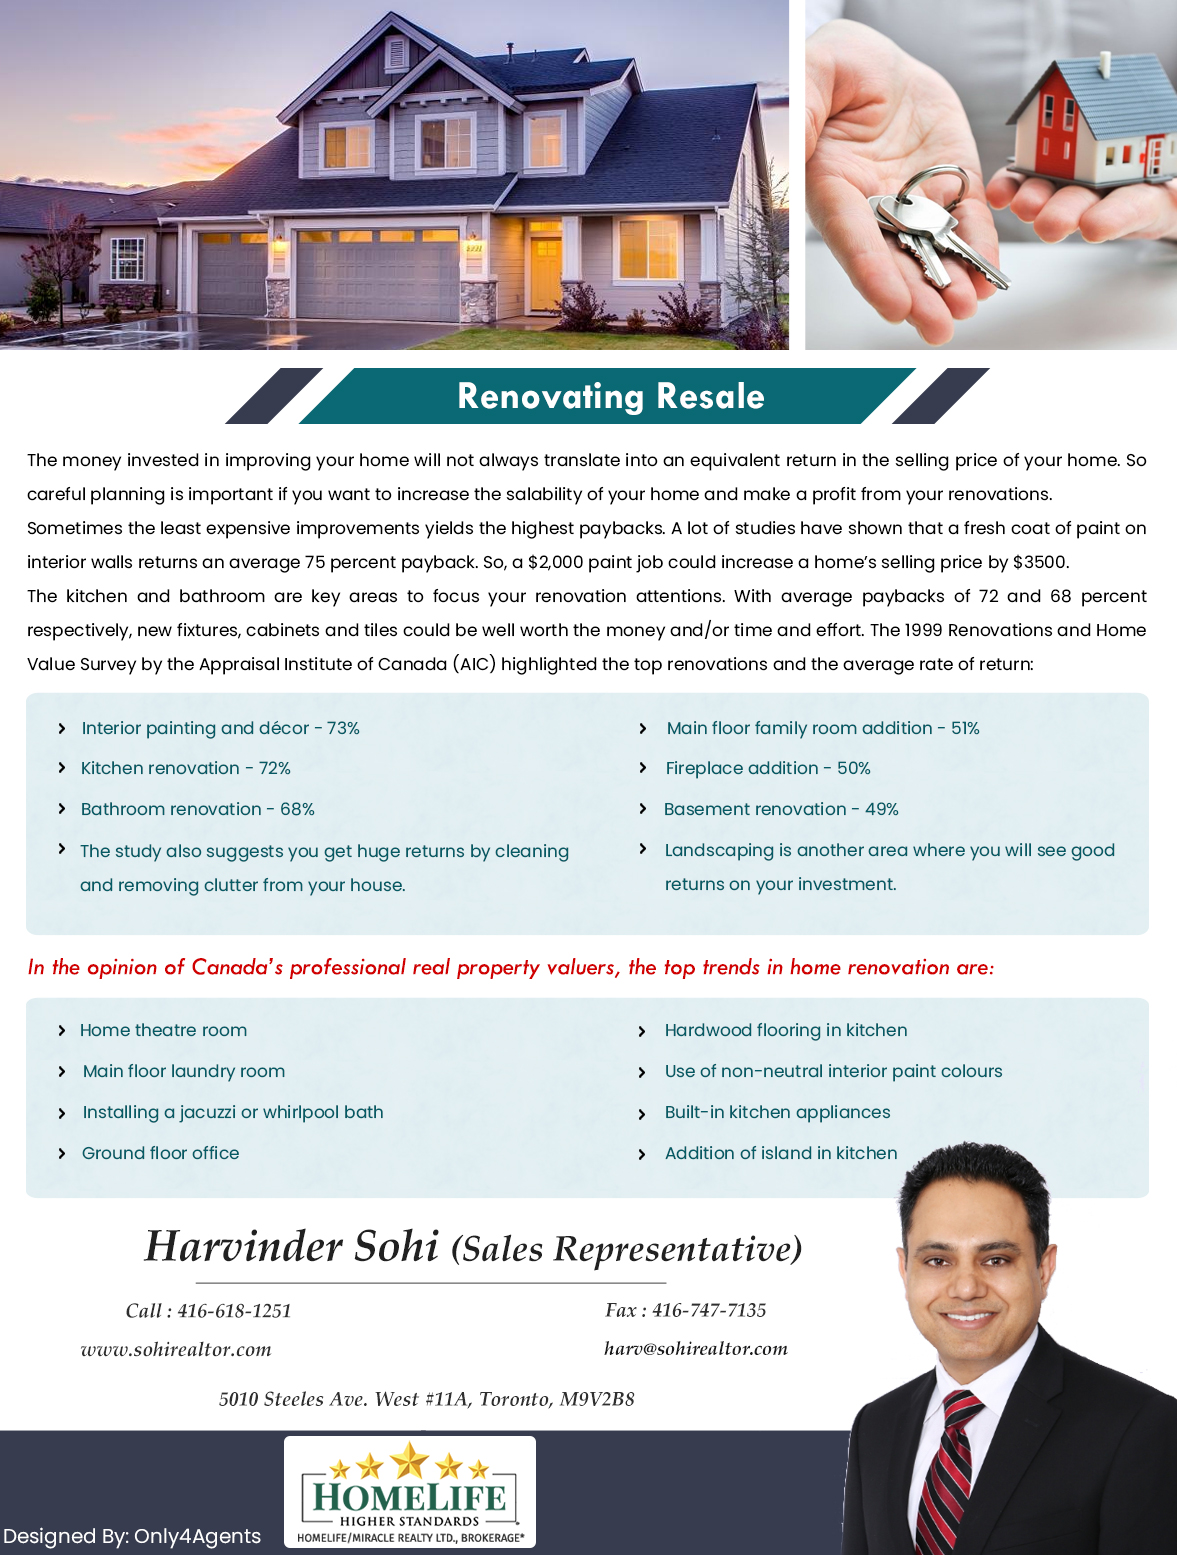 Renovating Resale
The money invested in improving your home will not always translate into an equivalent return in the selling price of your home. So
careful planning is important if you want to increase the salability of your home and make a profit from your renovations.
Sometimes the least expensive improvements yields the highest paybacks. A lot of studies have shown that a fresh coat of paint on
interior walls returns an average 75 percent payback. So, a $2,000 paint job could increase a home’s selling price by $3500.
The kitchen and bathroom are key areas to focus your renovation attentions. With average paybacks of 72 and 68 percent
respectively, new fixtures, cabinets and tiles could be well worth the money and/or time and effort. The 1999 Renovations and Home
Value Survey by the Appraisal Institute of Canada (AIC) highlighted the top renovations and the average rate of return:
Interior painting and décor - 73%
Kitchen renovation - 72%
Bathroom renovation - 68%
The study also suggests you get huge returns by cleaning
and removing clutter from your house.
Main floor family room addition - 51%
Fireplace addition - 50%
Basement renovation - 49%
Landscaping is another area where you will see good
returns on your investment.
In the opinion of Canada’s professional real property valuers, the top trends in home renovation are:
Home theatre room
Main floor laundry room
Installing a jacuzzi or whirlpool bath
Ground floor office
Hardwood flooring in kitchen
Use of non-neutral interior paint colours
Built-in kitchen appliances
Addition of island in kitchen
Harvinder Sohi (Sales Representative)
Call : 416-618-1251
Fax : 416-747-7135
www.sohirealtor.com
harv@sohirealtor.com
5010 Steeles Ave. West #11A, Toronto, M9V2B8
HOMELIFE
HIGHER STANDARDS
HOMELIFE/MIRACLE REALTY LTD., BROKERAGE*
Designed By: Only4Agents